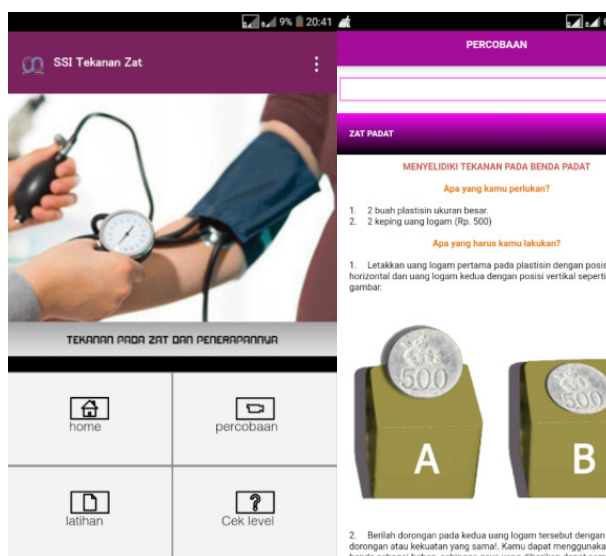 9% 20:41
SSI Tekanan Zat
TEKANAN PADA ZAT DAN PENERAPANNYA
home
percobaan
latihan
Cek level
PERCOBAAN
ZAT PADAT
MENYELIDIKI TEKANAN PADA BENDA PADAT
Apa yang kamu perlukan?
1. 2 buah plastisin ukuran besar.
2. 2 keping uang logam (Rp. 500)
Apa yang harus kamu lakukan?
1. Letakkan uang logam pertama pada plastisin dengan posis
horizontal dan uang logam kedua dengan posisi vertikal seperti
gambar.
500
A
500
B
2. Berilah dorongan pada kedua uang logam tersebut dengan
dorongan atau kekuatan yang sama!. Kamu dapat menggunaka